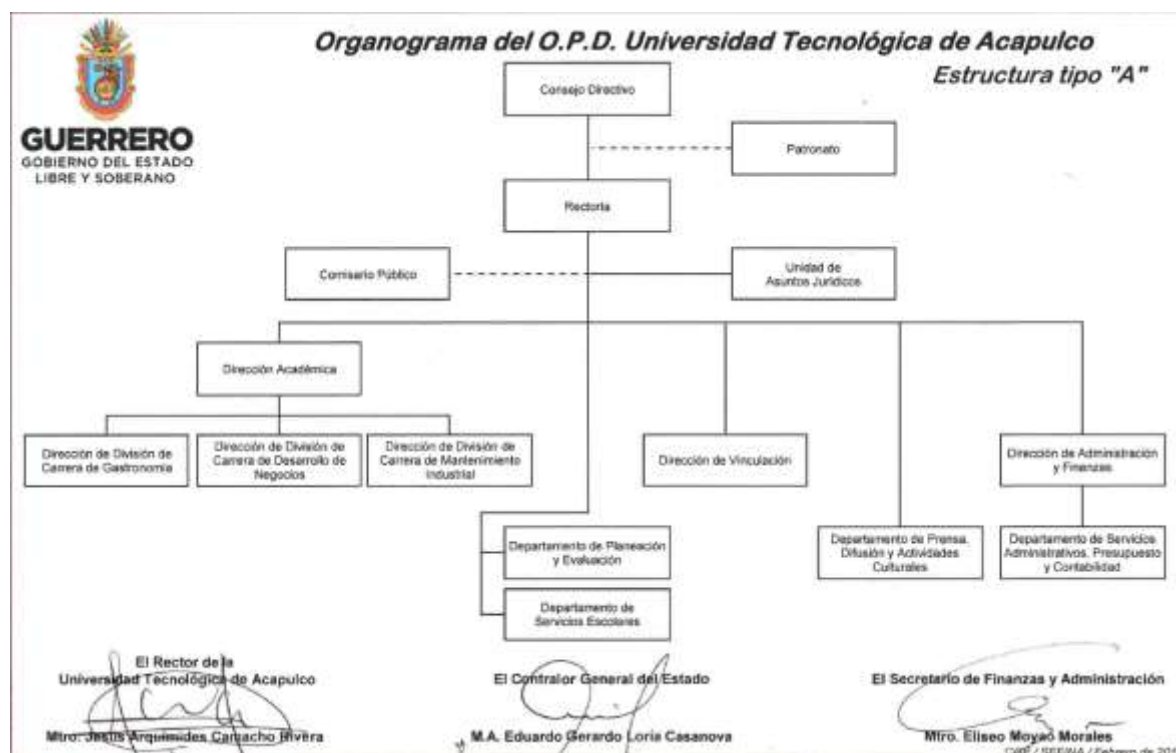 Organograma del O.P.D. Universidad Tecnológica de Acapulco
Estructura tipo "A"
GUERRERO
GOBIERNO DEL ESTADO
LIBRE Y SOBERANO
Consejo Directivo
Patronato
Rectoría
Comisario Público
Unidad de
Asuntos Jurídicos
Dirección Académica
Dirección de División de
Carrera de Gastronomía
Dirección de División de
Carrera de Desarrollo de
Negocios
Dirección de División de
Carrera de Mantenimiento
Industrial
Dirección de Vinculación
Dirección de Administración
y Finanzas
Departamento de Planeación
y Evaluación
Departamento de Prensa,
Difusión y Actividades
Culturales
Departamento de Servicios
Administrativos, Presupuesto
y Contabilidad
Departamento de
Servicios Escolares
El Rector de la
Universidad Tecnológica de Acapulco
Mtro. Jesús Arquímides Camacho Rivera
El Contralor General del Estado
M.A. Eduardo Gerardo Loria Casanova
El Secretario de Finanzas y Administración
Mtro. Eliseo Moyao Morales
/ Febrero de